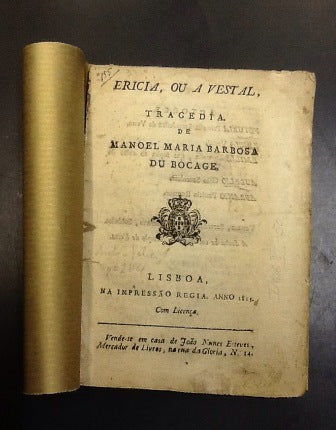 ERICIA, OU A VESTAL,
TRAGEDIA.
DE
MANOEL MARIA BARBOSA
DU BOCAGE.
LISBOA,
NA INPRESSÃO REGIA. ANNO
Com Licença.
Vende-se em casa de João Nunes Esteves,
Mercador de Livros, na rua da Gloria, N. 14.